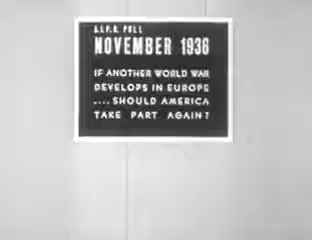 A.I.P.O. POLL
NOVEMBER 1936
IF ANOTHER WORLD WAR
DEVELOPS IN EUROPE
.... SHOULD AMERICA
TAKE PART AGAIN?